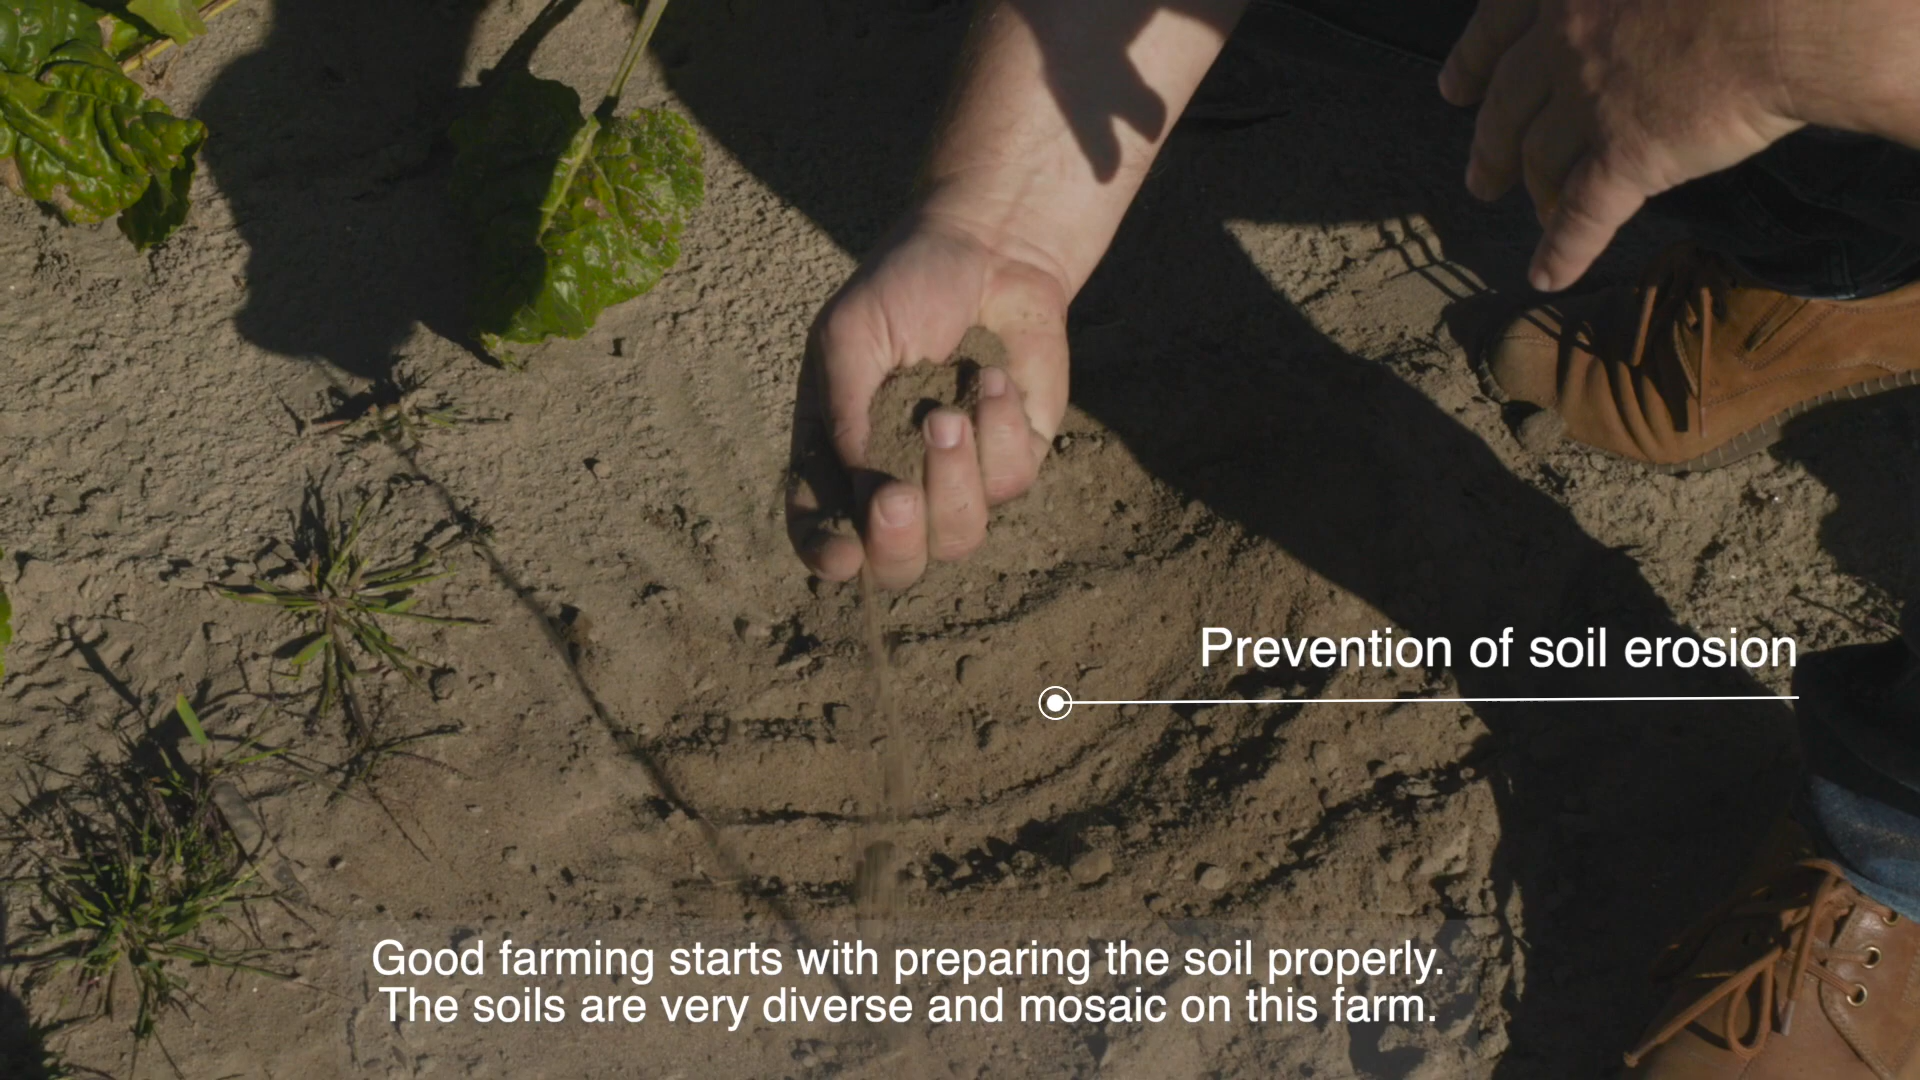 Prevention of soil erosion
Good farming starts with preparing the soil properly.
The soils are very diverse and mosaic on this farm.